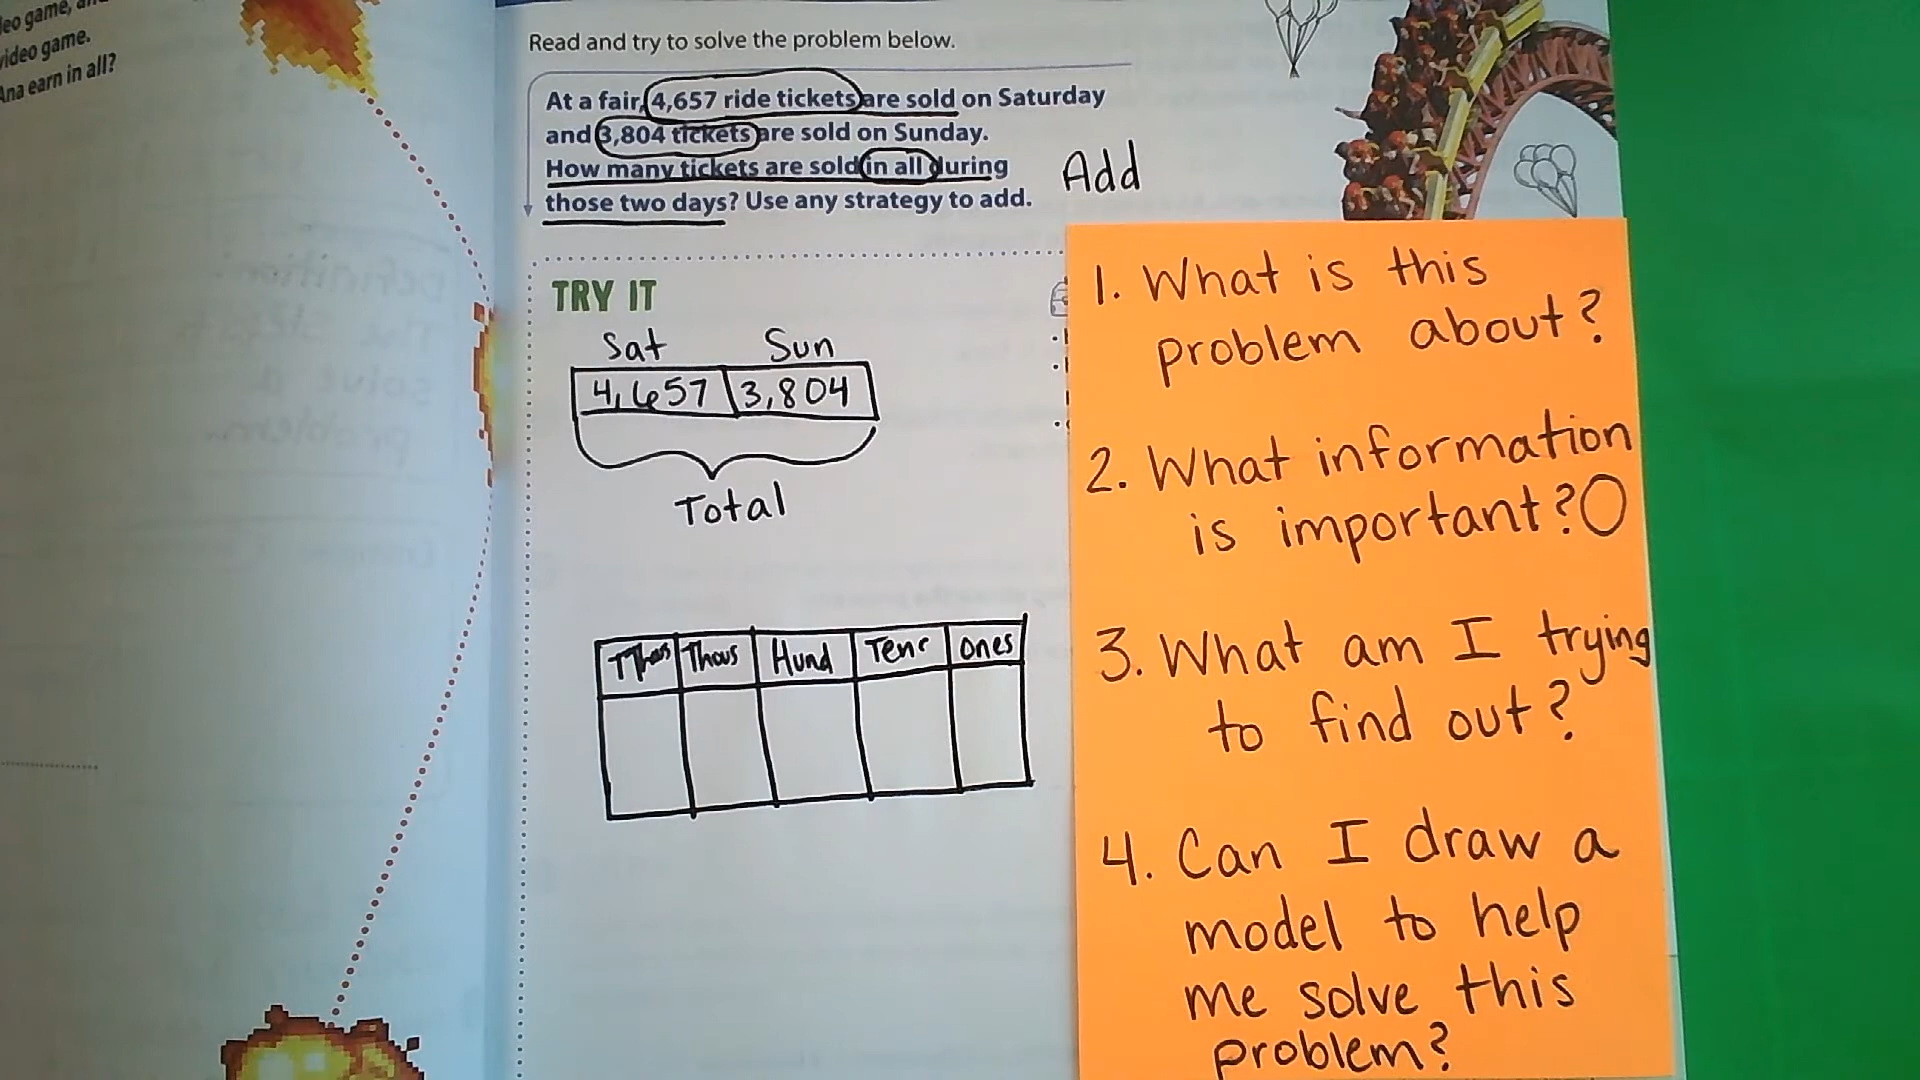 video game.
Ana earn in all?
Read and try to solve the problem below.
At a fair, 4,657 ride tickets are sold on Saturday
and 3,804 tickets are sold on Sunday.
How many tickets are sold in all during
those two days? Use any strategy to add.
Add
TRY IT
Sat Sun
4,657 3,804
Total
Thous Hund Tens Ones
1. What is this
problem about?
2. What information
is important?
3. What am I trying
to find out?
4. Can I draw a
model to help
me solve this
problem?